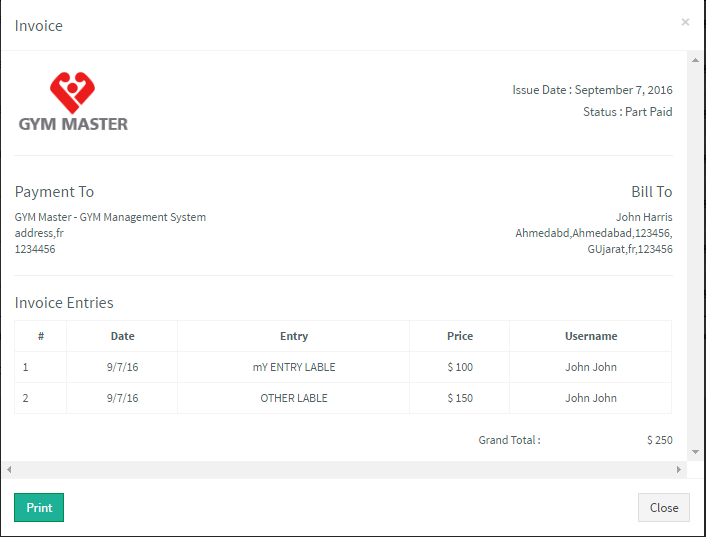 Invoice
×
GYM MASTER
Issue Date : September 7, 2016
Status : Part Paid
Payment To
GYM Master - GYM Management System
address,fr
1234456
Bill To
John Harris
Ahmedabd,Ahmedabad,123456,
GUjarat,fr,123456
Invoice Entries
# Date Entry Price Username
1 9/7/16 mY ENTRY LABLE $ 100 John John
2 9/7/16 OTHER LABLE $ 150 John John
Grand Total : $ 250
Print Close